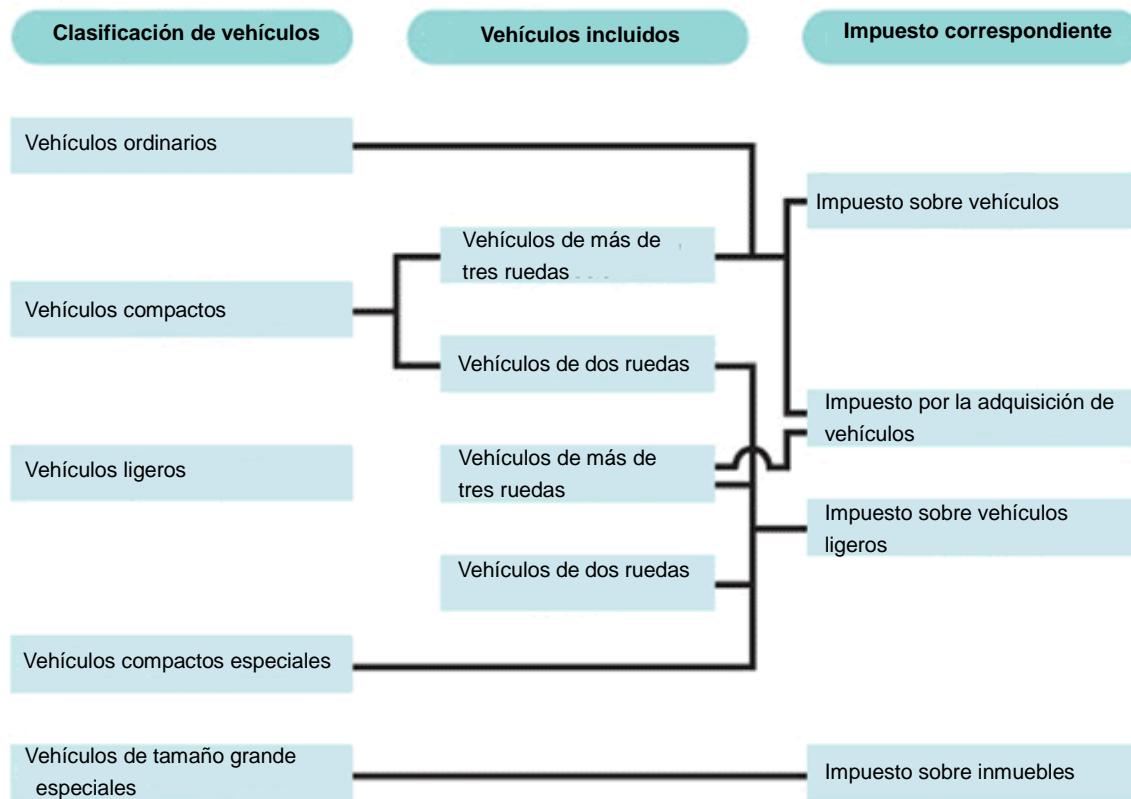 Clasificación de vehículos
Vehículos incluidos
Impuesto correspondiente
Vehículos ordinarios
Impuesto sobre vehículos
Vehículos de más de
tres ruedas
Vehículos compactos
Vehículos de dos ruedas
Impuesto por la adquisición de
vehículos
Vehículos ligeros
Vehículos de más de
tres ruedas
Impuesto sobre vehículos
ligeros
Vehículos de dos ruedas
Vehículos compactos especiales
Vehículos de tamaño grande
especiales
Impuesto sobre inmuebles